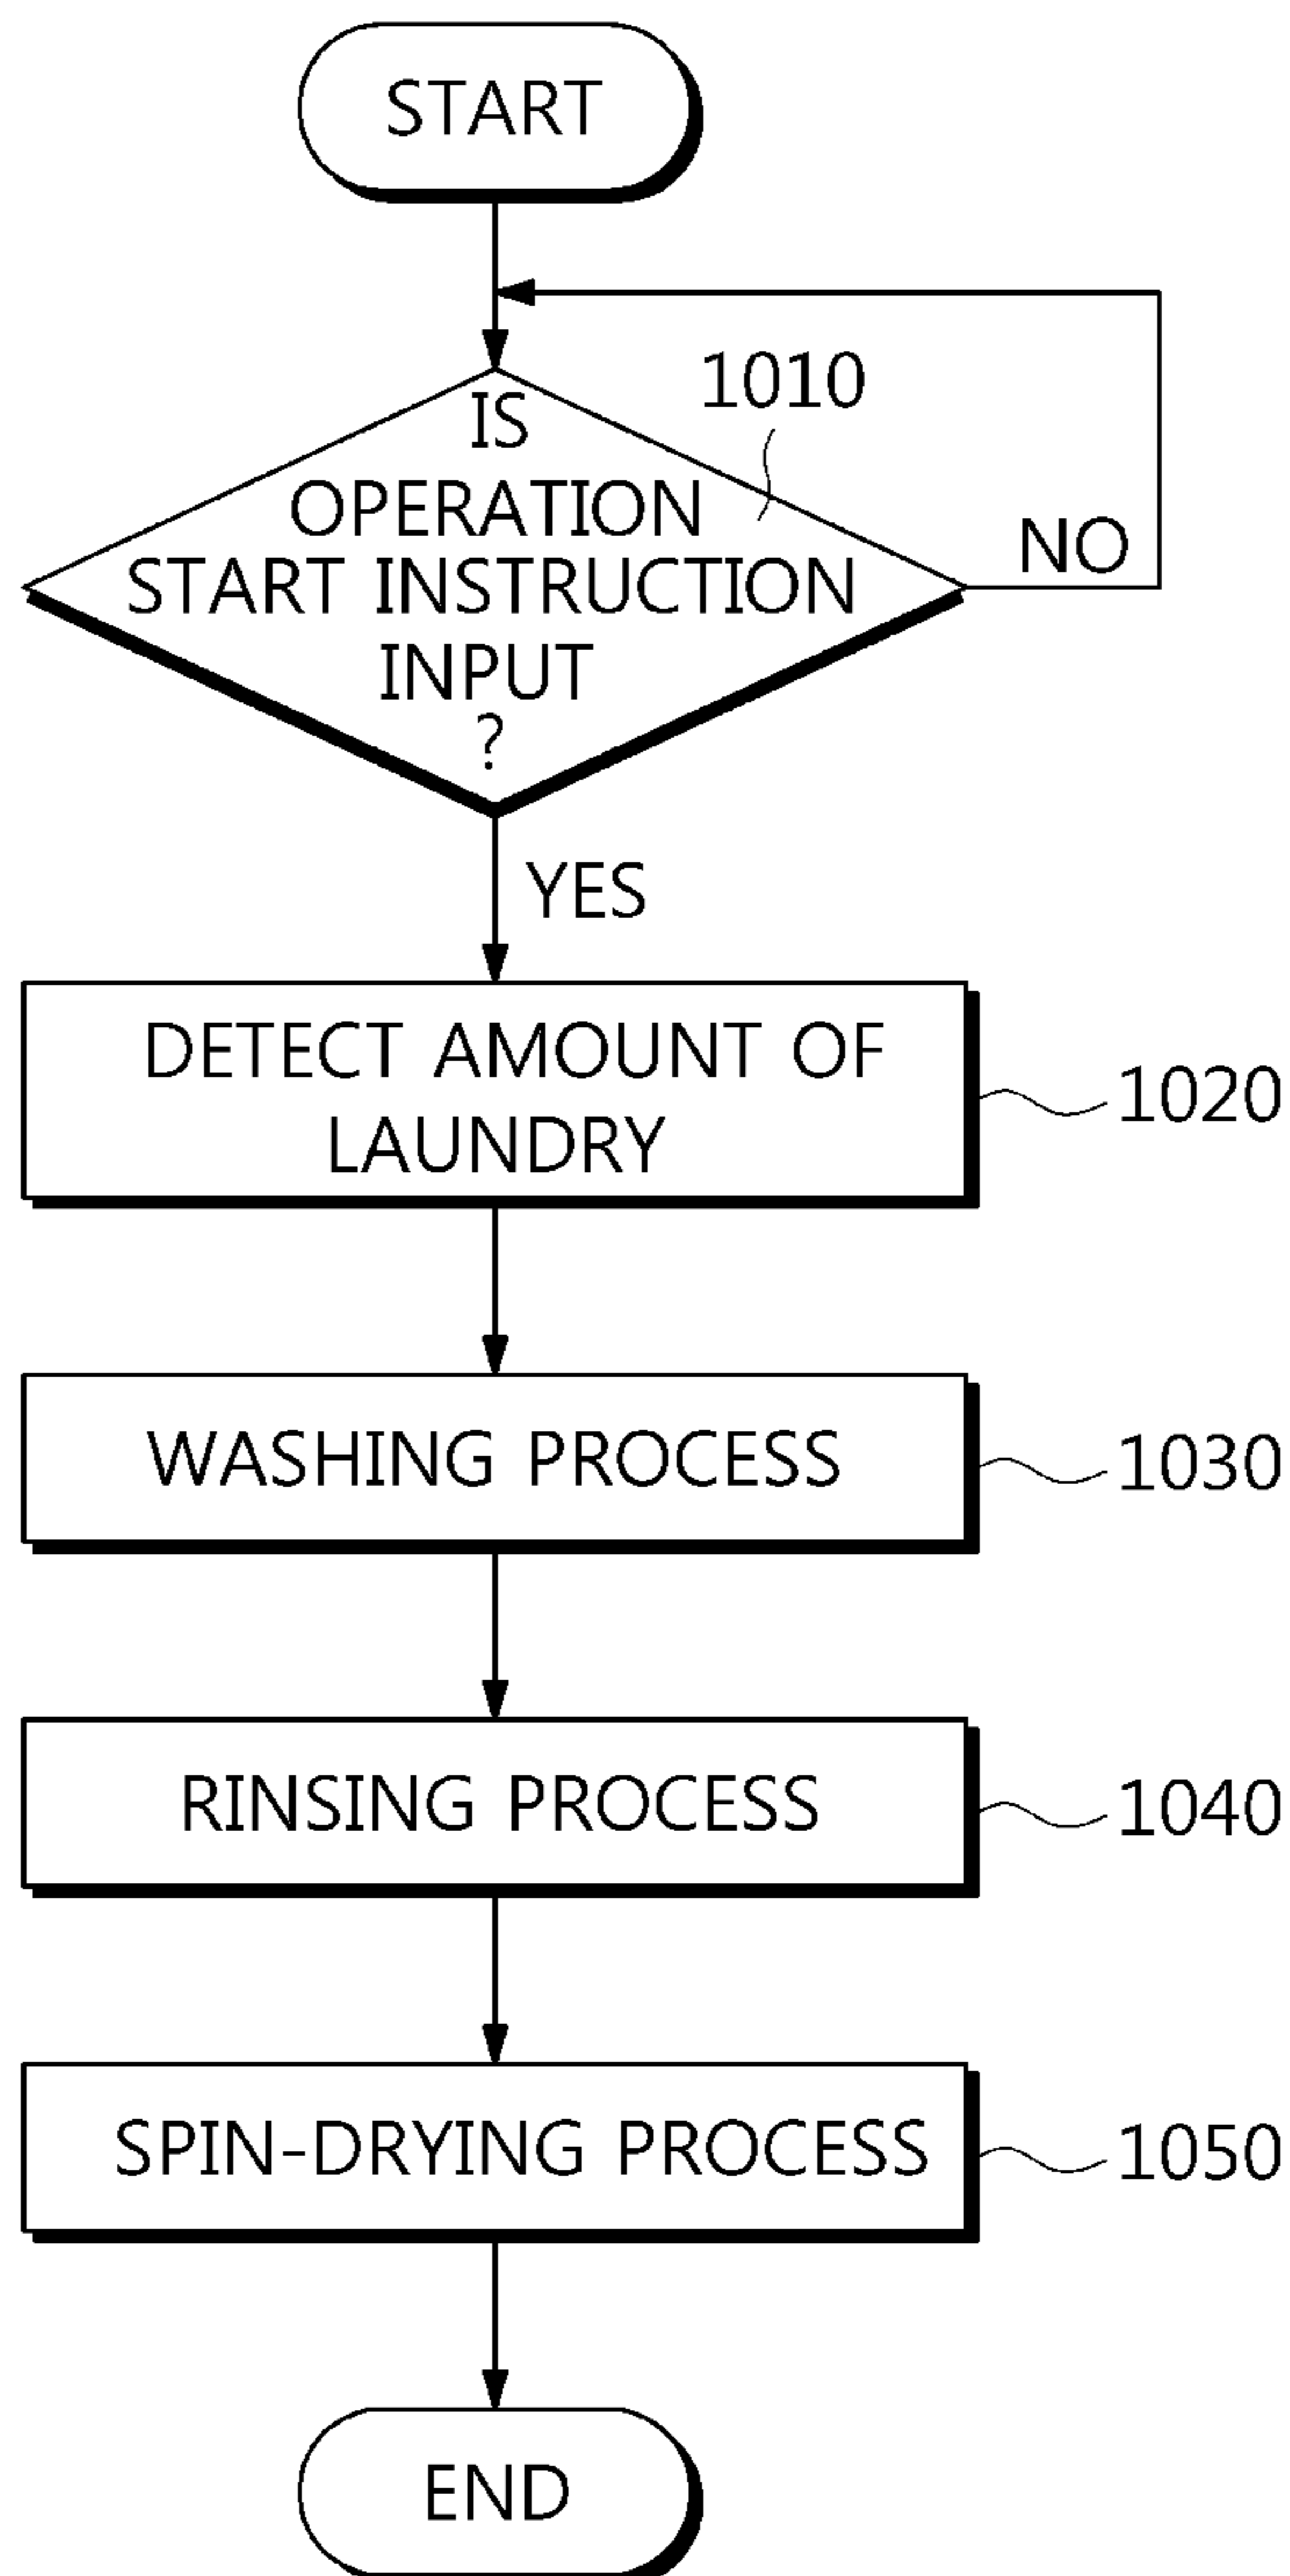 START
1010
IS
OPERATION
START INSTRUCTION
INPUT
?
NO
YES
DETECT AMOUNT OF
LAUNDRY
1020
WASHING PROCESS
1030
RINSING PROCESS
1040
SPIN-DRYING PROCESS
1050
END